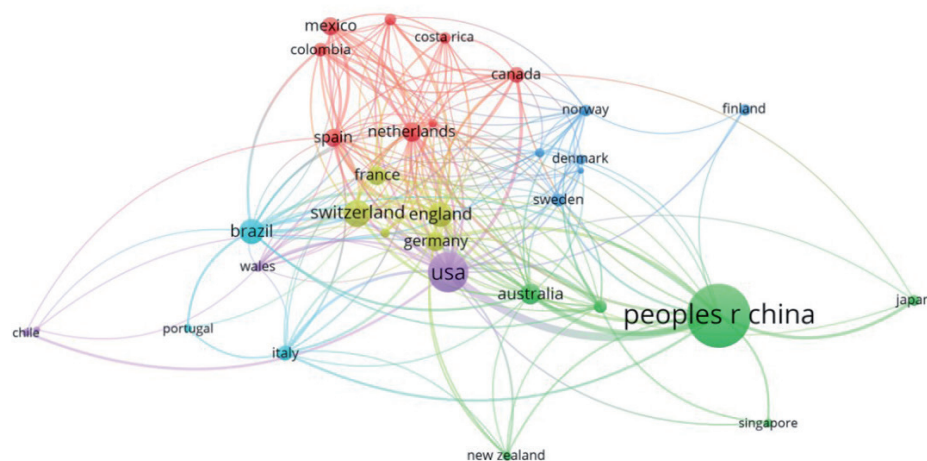 mexico
costa rica
colombia
canada
norway
finland
spain
netherlands
denmark
france
sweden
switzerland
england
brazil
germany
wales
usa
australia
japan
peoples r china
chile
portugal
italy
singapore
new zealand